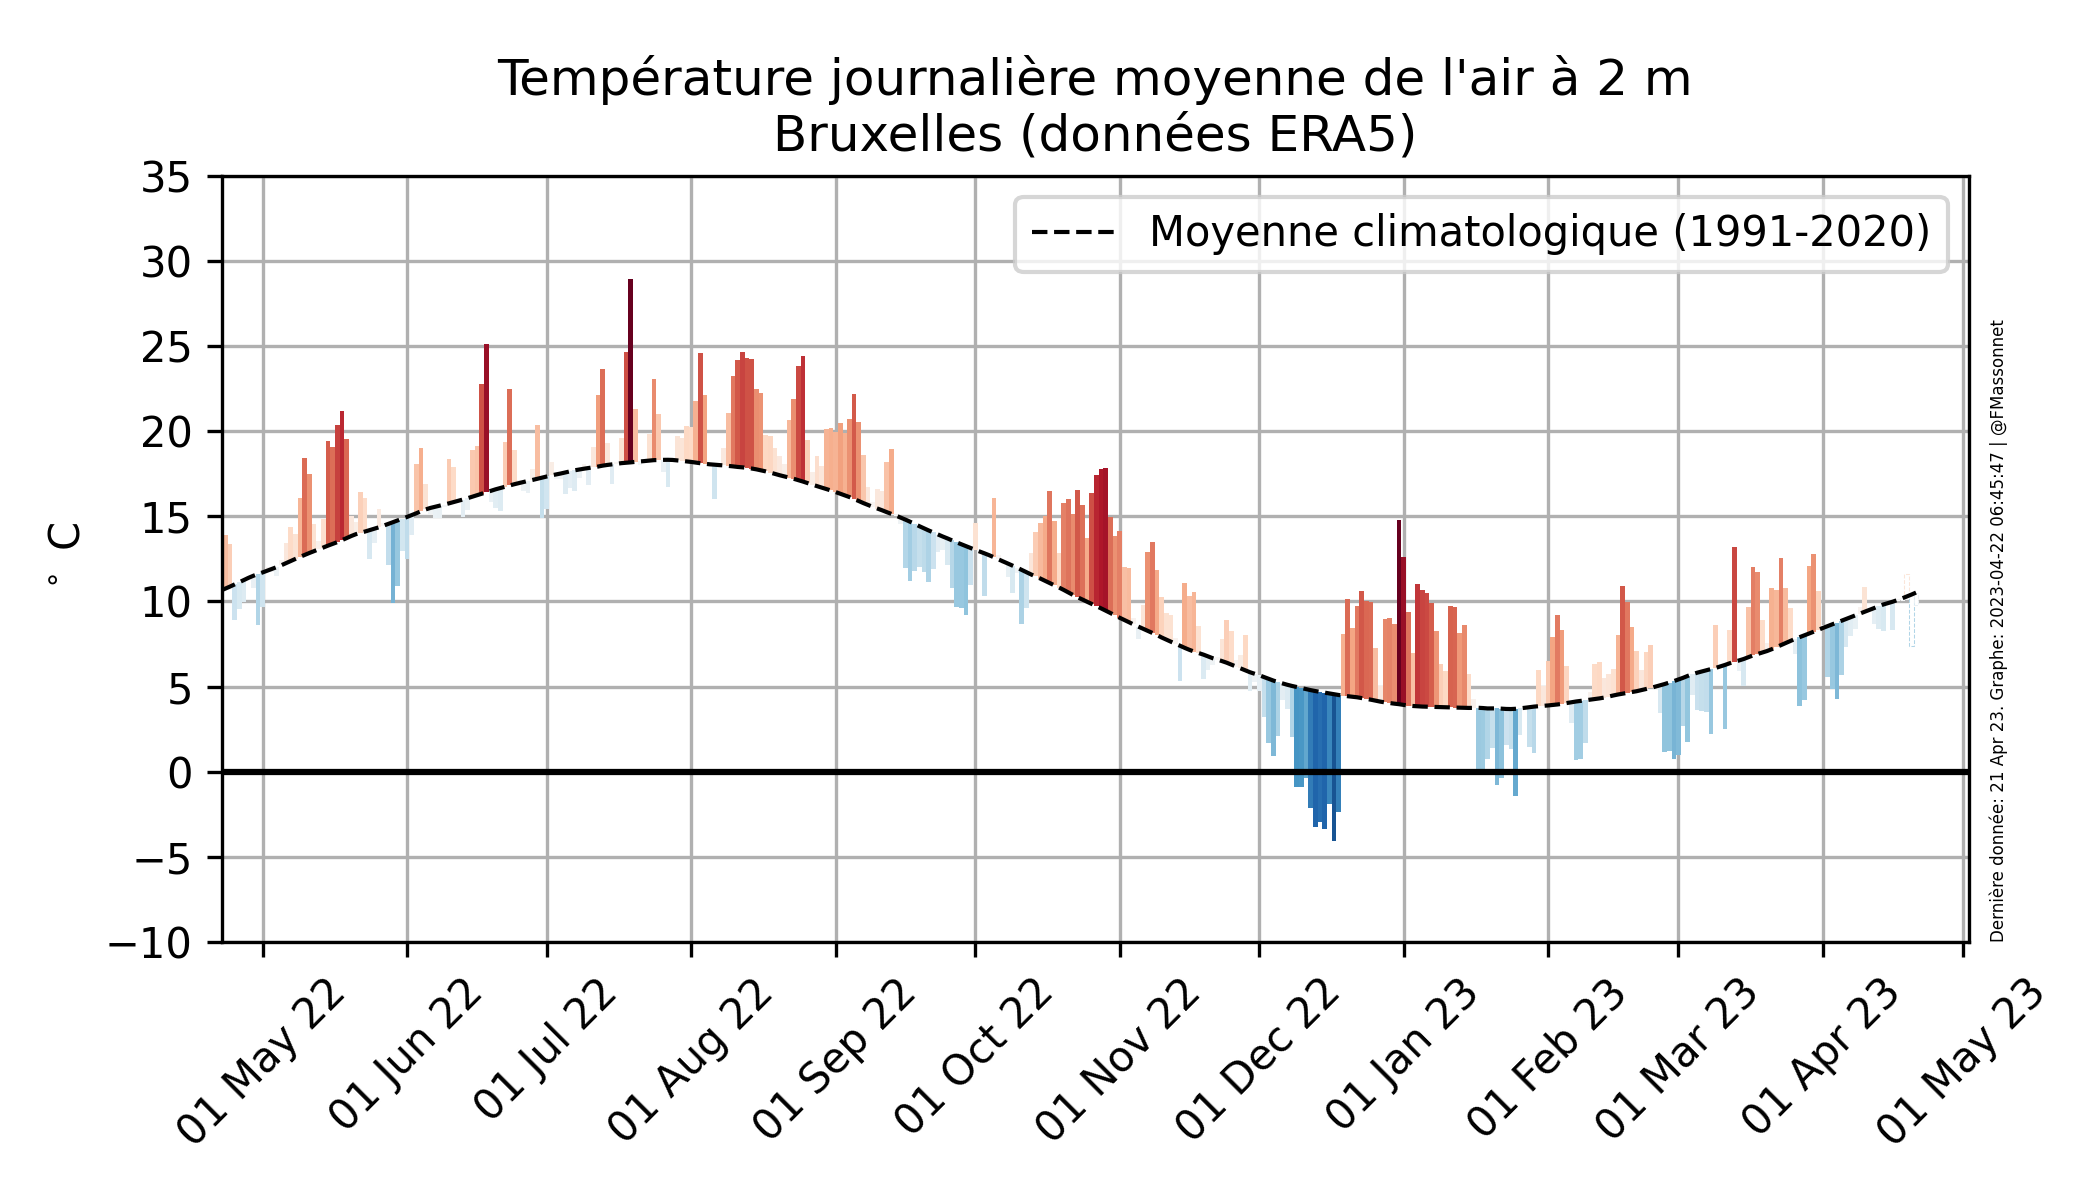 Température journalière moyenne de l'air à 2 m
Bruxelles (données ERA5)
Moyenne climatologique (1991-2020)
° C
35
30
25
20
15
10
5
0
−5
−10
01 May 22
01 Jun 22
01 Jul 22
01 Aug 22
01 Sep 22
01 Oct 22
01 Nov 22
01 Dec 22
01 Jan 23
01 Feb 23
01 Mar 23
01 Apr 23
01 May 23
Dernière donnée: 21 Apr 23. Graphe: 2023-04-22 06:45:47 | @FMassonnet